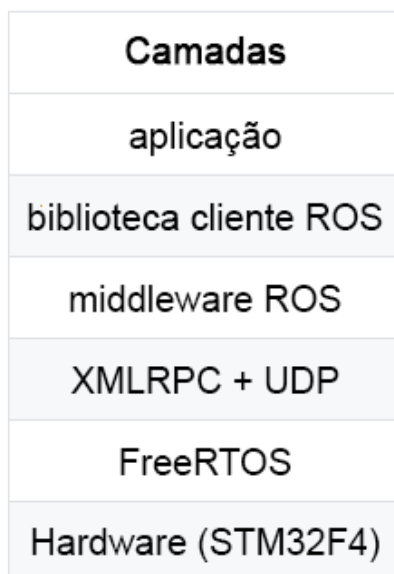 Camadas
aplicação
biblioteca cliente ROS
middleware ROS
XMLRPC + UDP
FreeRTOS
Hardware (STM32F4)